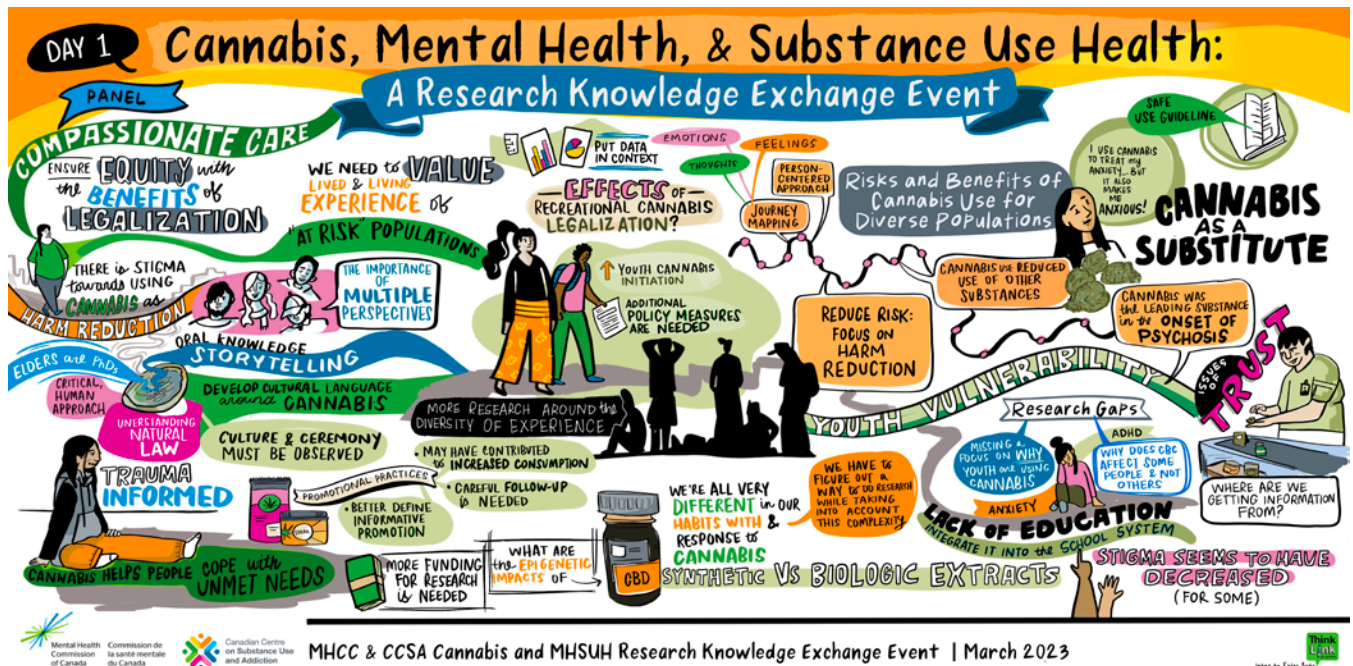 DAY 1
Cannabis, Mental Health, & Substance Use Health:
A Research Knowledge Exchange Event
PANEL
COMPASSIONATE CARE
ENSURE EQUITY with
the BENEFITS of
LEGALIZATION
WE NEED to VALUE
LIVED & LIVING
EXPERIENCE of
"AT RISK" POPULATIONS
THERE is STIGMA
towards USING
CANNABIS as
HARM REDUCTION
THE IMPORTANCE
of MULTIPLE
PERSPECTIVES
ORAL KNOWLEDGE
STORYTELLING
ELDERS are PhDs
CRITICAL,
HUMAN
APPROACH
UNERSTANDING
NATURAL
LAW
DEVELOP CULTURAL LANGUAGE
around CANNABIS
CULTURE & CEREMONY
MUST BE OBSERVED
TRAUMA
INFORMED
CANNABIS HELPS PEOPLE COPE with
UNMET NEEDS
PROMOTIONAL PRACTICES
• MAY HAVE CONTRIBUTED
to INCREASED CONSUMPTION
• CAREFUL FOLLOW-UP
is NEEDED
• BETTER DEFINE
INFORMATIVE
PROMOTION
MORE FUNDING
FOR RESEARCH
is NEEDED
WHAT ARE
the EPIGENETIC
IMPACTS OF
CBD
PUT DATA
IN CONTEXT
EFFECTS OF
RECREATIONAL CANNABIS
LEGALIZATION?
EMOTIONS
FEELINGS
THOUGHTS
PERSON-
CENTERED
APPROACH
JOURNEY
MAPPING
YOUTH CANNABIS
INITIATION
ADDITIONAL
POLICY MEASURES
ARE NEEDED
MORE RESEARCH AROUND the
DIVERSITY OF EXPERIENCE
Risks and Benefits of
Cannabis Use for
Diverse Populations
REDUCE RISK:
FOCUS ON
HARM
REDUCTION
CANNABIS USE REDUCED
USE OF OTHER
SUBSTANCES
SAFE
USE GUIDELINE
I USE CANNABIS
TO TREAT my
ANXIETY... BUT
IT ALSO
MAKES
ME
ANXIOUS!
CANNABIS
AS A
SUBSTITUTE
CANNABIS WAS
the LEADING SUBSTANCE
in the ONSET OF
PSYCHOSIS
YOUTH VULNERABILITY
ISSUES
OF
TRUST
Research Gaps
MISSING a
FOCUS ON WHY
YOUTH are USING
CANNABIS
ADHD
WHY DOES CBC
AFFECT SOME
PEOPLE & NOT
OTHERS
ANXIETY
LACK OF EDUCATION
INTEGRATE IT INTO the SCHOOL SYSTEM
WHERE ARE WE
GETTING INFORMATION
FROM?
WE'RE ALL VERY
DIFFERENT in OUR
HABITS WITH &
RESPONSE to
CANNABIS
WE HAVE to
FIGURE OUT a
WAY to DO RESEARCH
WHILE TAKING
INTO ACCOUNT
THIS COMPLEXITY
SYNTHETIC Vs BIOLOGIC EXTRACTS
STIGMA SEEMS TO HAVE
DECREASED
(FOR SOME)
Mental Health
Commission
of Canada
Commission de
la santé mentale
du Canada
Canadian Centre
on Substance Use
and Addiction
MHCC & CCSA Cannabis and MHSUH Research Knowledge Exchange Event | March 2023
Think
Link